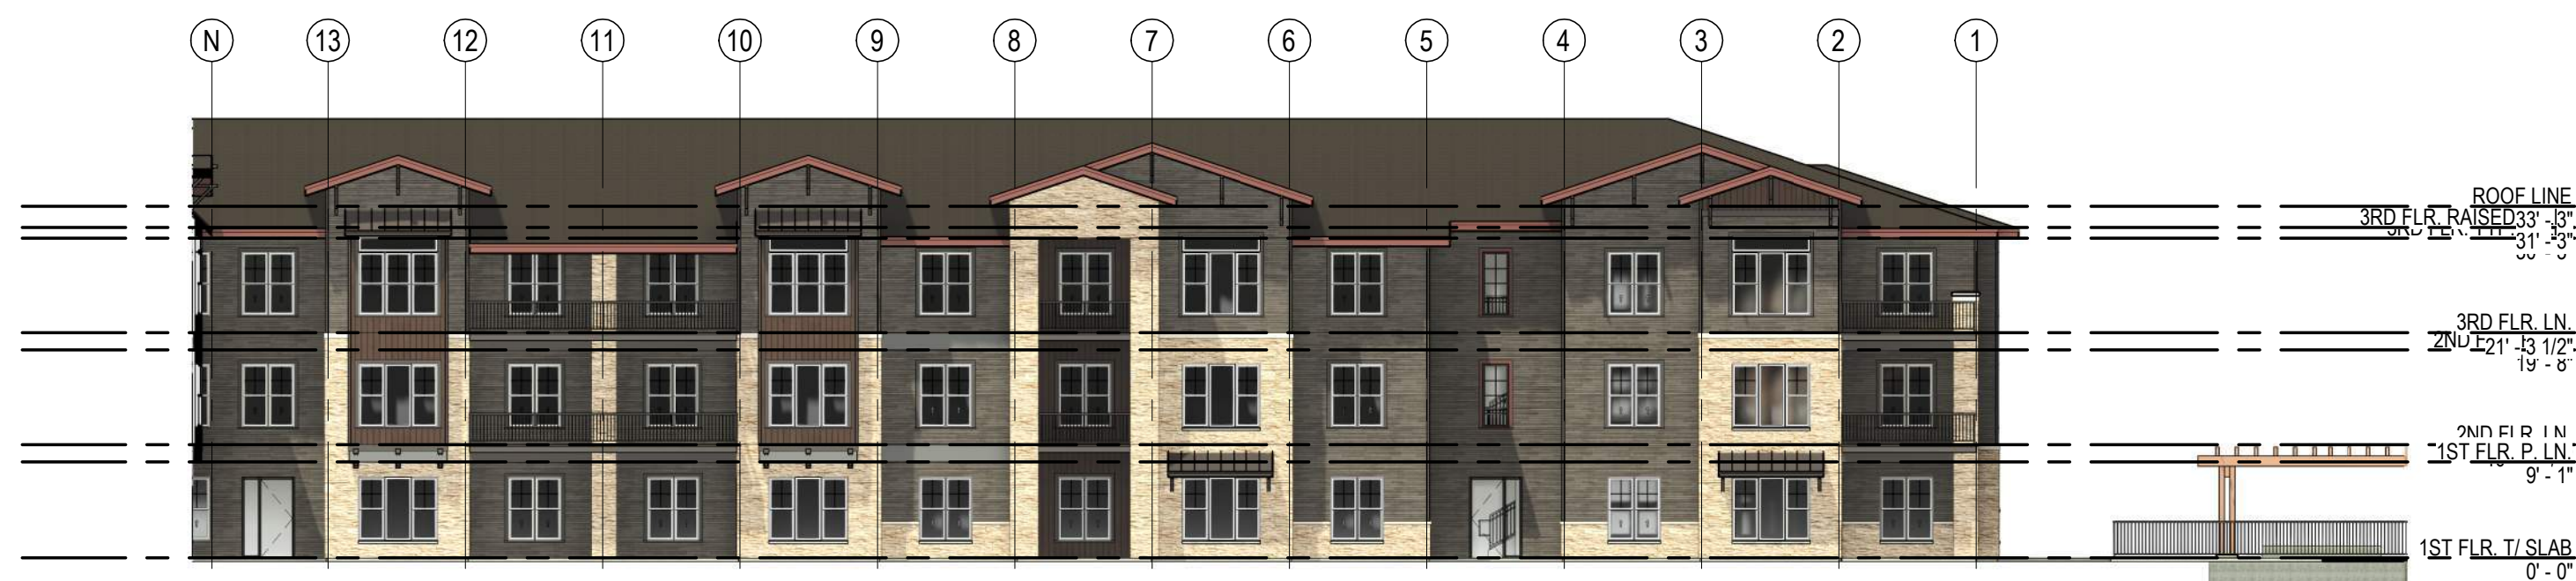 N 13 12 11 10 9 8 7 6 5 4 3 2 1
ROOF LINE
33' - 3"
3RD FLR. RAISED
31' - 3"
3RD FLR. LN.
21' - 3 1/2"
19' - 8"
2ND FLR. LN.
1ST FLR. P. LN.
9' - 1"
1ST FLR. T/ SLAB
0' - 0"